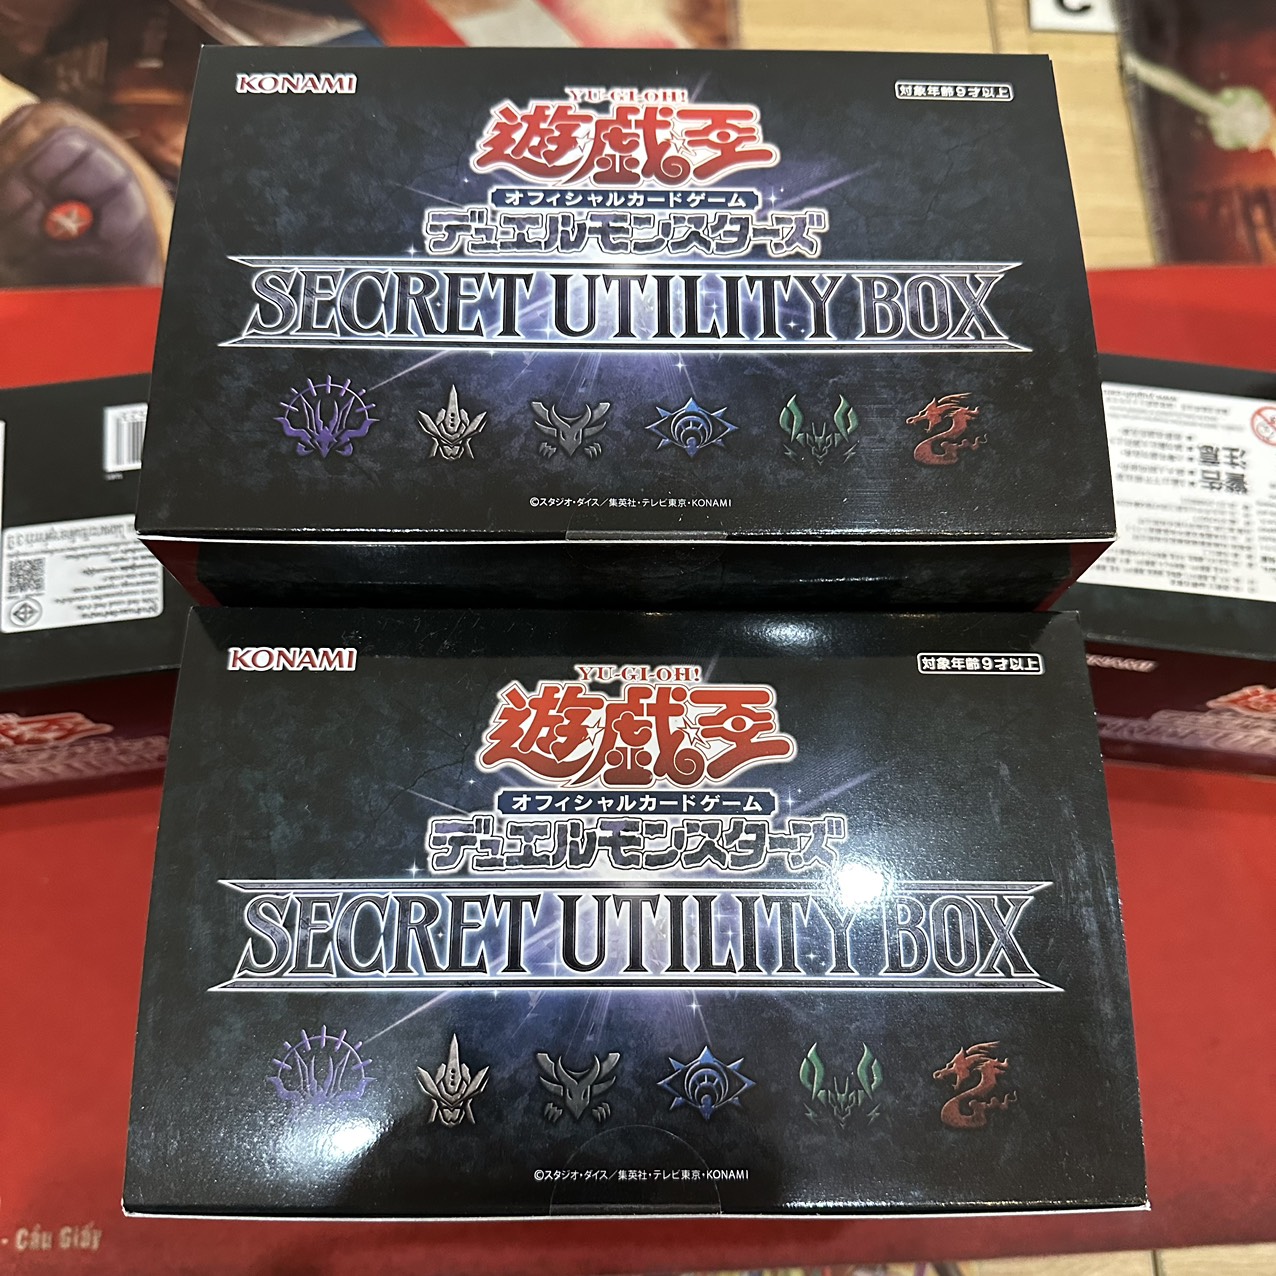 KONAMI
対象年齢9才以上
YU-GI-OH!
遊戯王
オフィシャルカードゲーム
デュエルモンスターズ
SECRET UTILITY BOX
©スタジオ・ダイス/集英社・テレビ東京・KONAMI
KONAMI
対象年齢9才以上
YU-GI-OH!
遊戯王
オフィシャルカードゲーム
デュエルモンスターズ
SECRET UTILITY BOX
©スタジオ・ダイス/集英社・テレビ東京・KONAMI
警告
注意
KONAMI
- Cầu Giấy
C